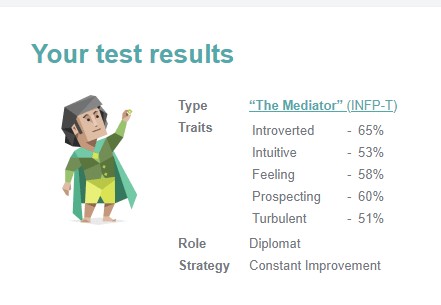 Your test results
Type “The Mediator” (INFP-T)
Traits
Introverted - 65%
Intuitive - 53%
Feeling - 58%
Prospecting - 60%
Turbulent - 51%
Role Diplomat
Strategy Constant Improvement